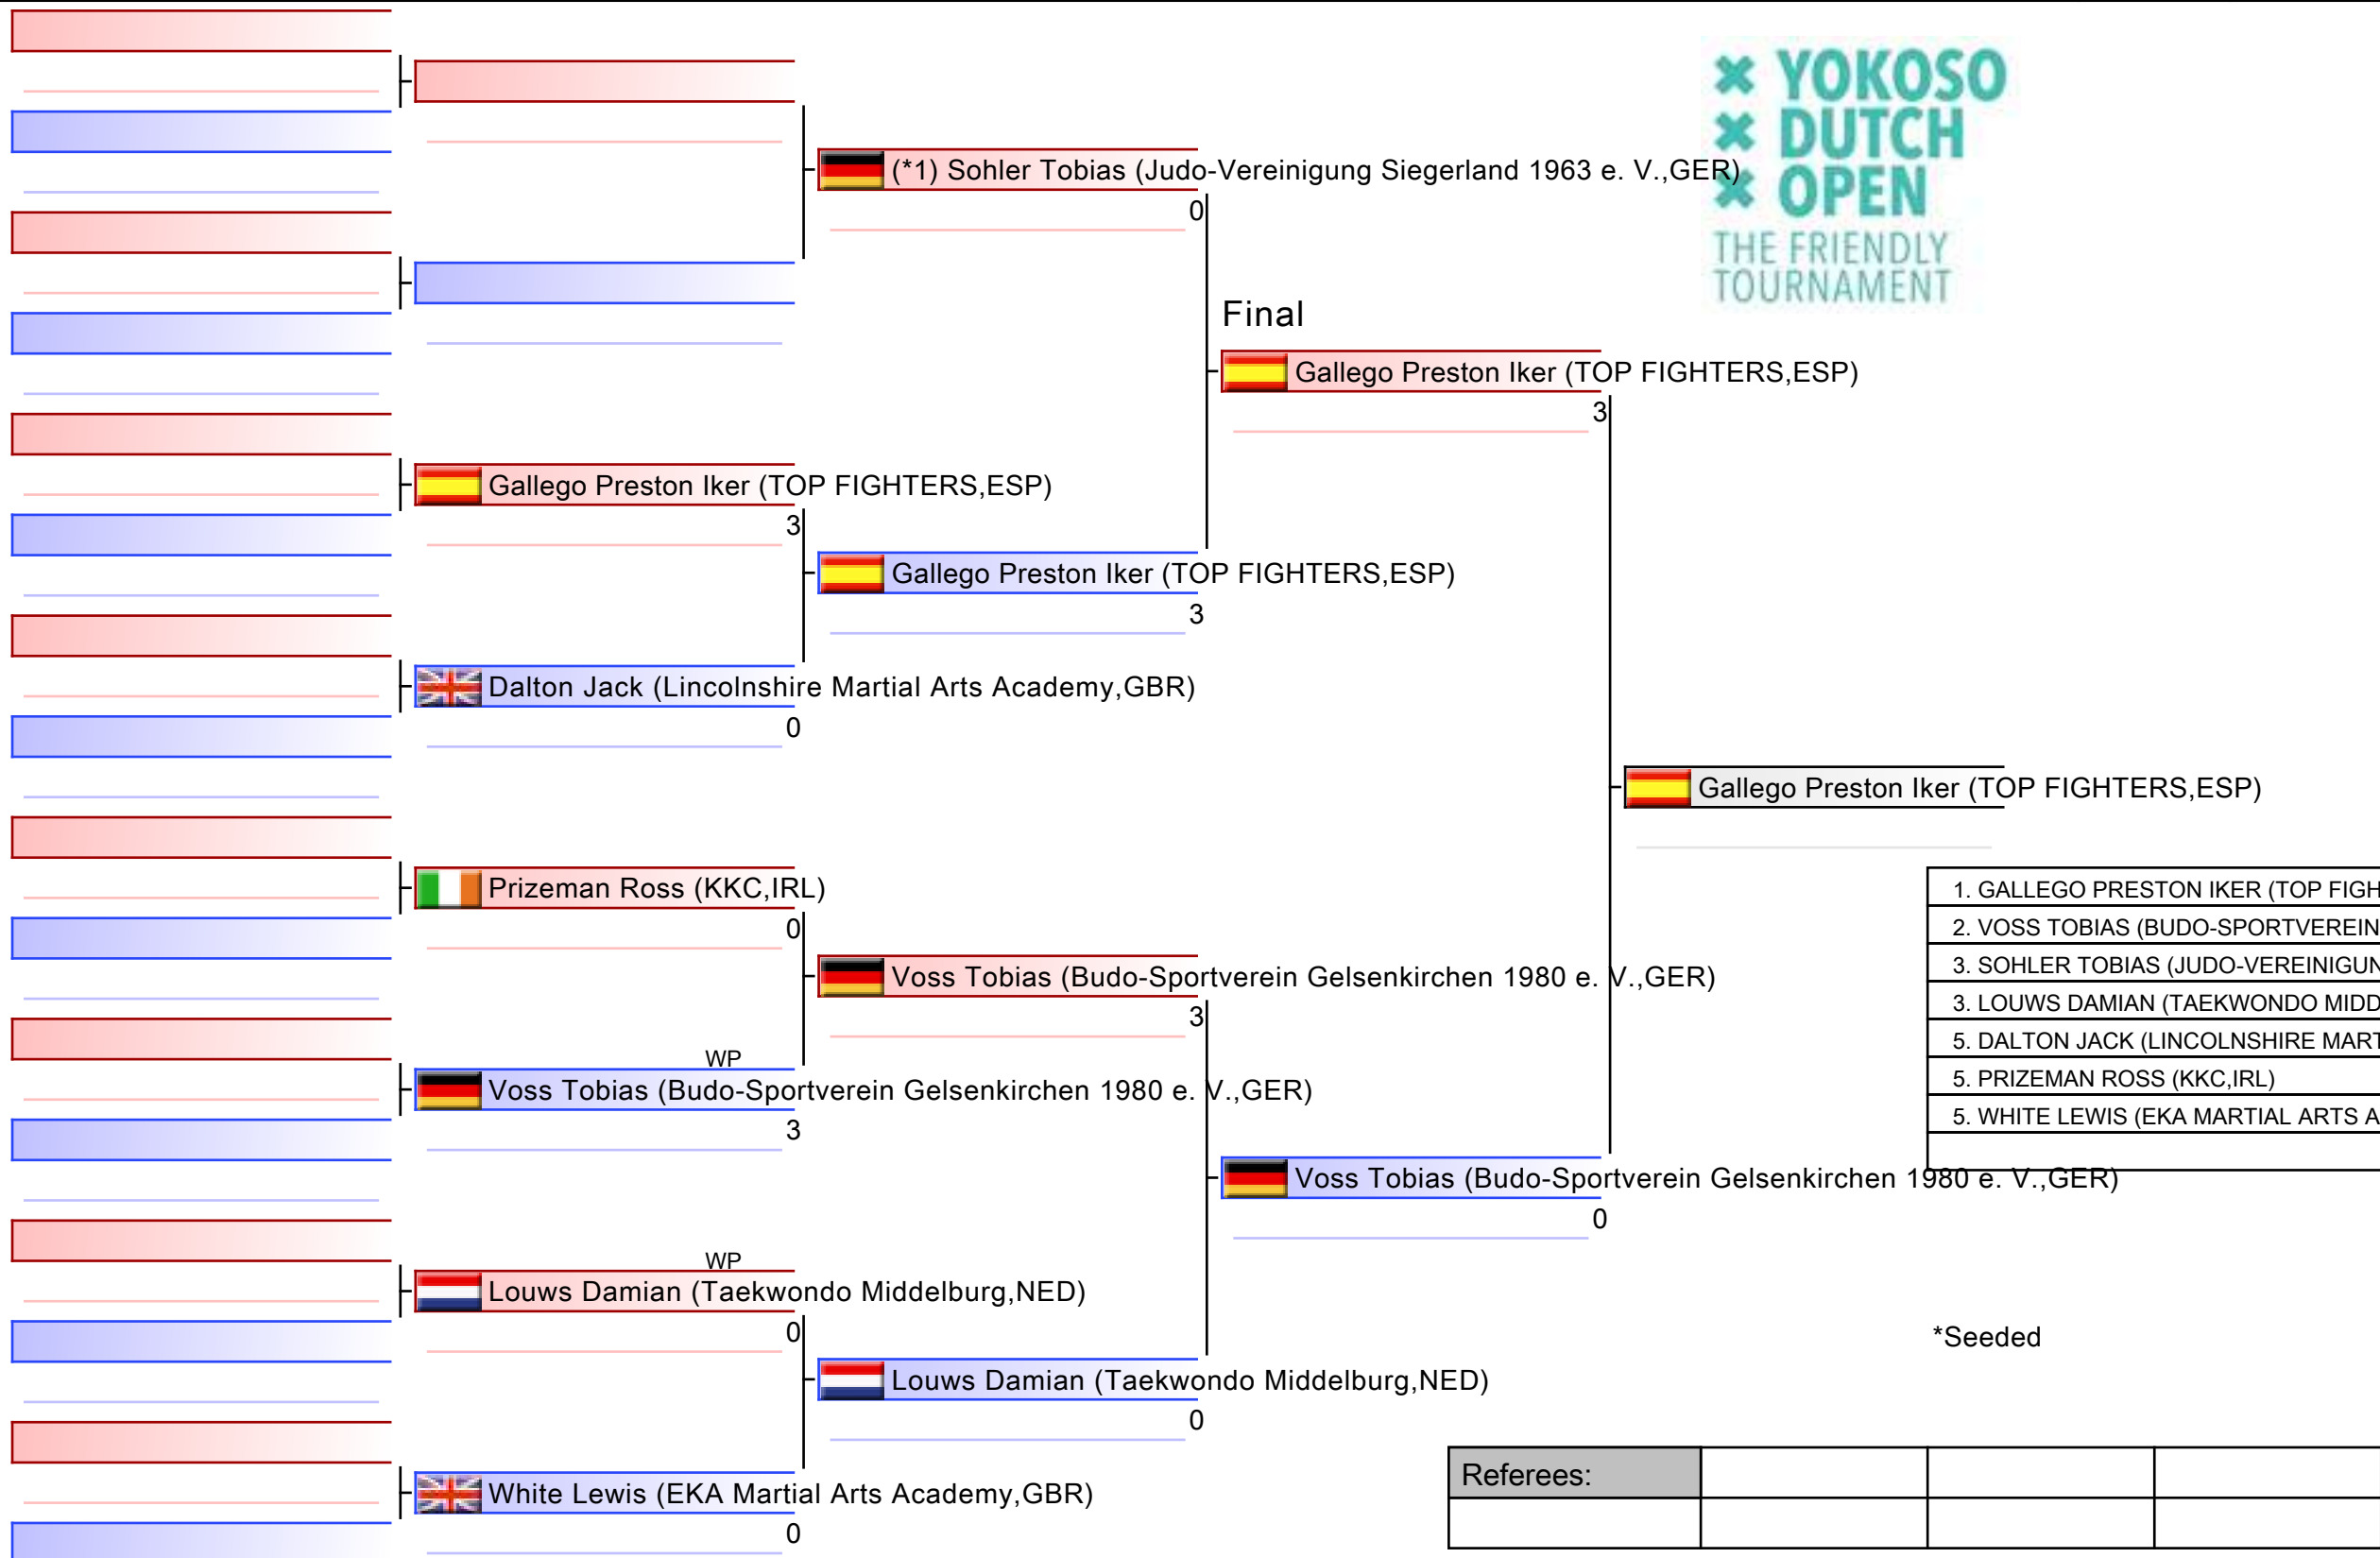 YOKOSO
DUTCH
OPEN
THE FRIENDLY
TOURNAMENT
(*1) Sohler Tobias (Judo-Vereinigung Siegerland 1963 e. V.,GER)
0
Final
Gallego Preston Iker (TOP FIGHTERS,ESP)
3
Gallego Preston Iker (TOP FIGHTERS,ESP)
3
Gallego Preston Iker (TOP FIGHTERS,ESP)
3
Dalton Jack (Lincolnshire Martial Arts Academy,GBR)
0
Gallego Preston Iker (TOP FIGHTERS,ESP)
Prizeman Ross (KKC,IRL)
0
Voss Tobias (Budo-Sportverein Gelsenkirchen 1980 e. V.,GER)
3
WP
Voss Tobias (Budo-Sportverein Gelsenkirchen 1980 e. V.,GER)
3
Voss Tobias (Budo-Sportverein Gelsenkirchen 1980 e. V.,GER)
0
WP
Louws Damian (Taekwondo Middelburg,NED)
0
Louws Damian (Taekwondo Middelburg,NED)
0
White Lewis (EKA Martial Arts Academy,GBR)
0
1. GALLEGO PRESTON IKER (TOP FIGH
2. VOSS TOBIAS (BUDO-SPORTVEREIN
3. SOHLER TOBIAS (JUDO-VEREINIGUN
3. LOUWS DAMIAN (TAEKWONDO MIDD
5. DALTON JACK (LINCOLNSHIRE MART
5. PRIZEMAN ROSS (KKC,IRL)
5. WHITE LEWIS (EKA MARTIAL ARTS A
*Seeded
Referees: